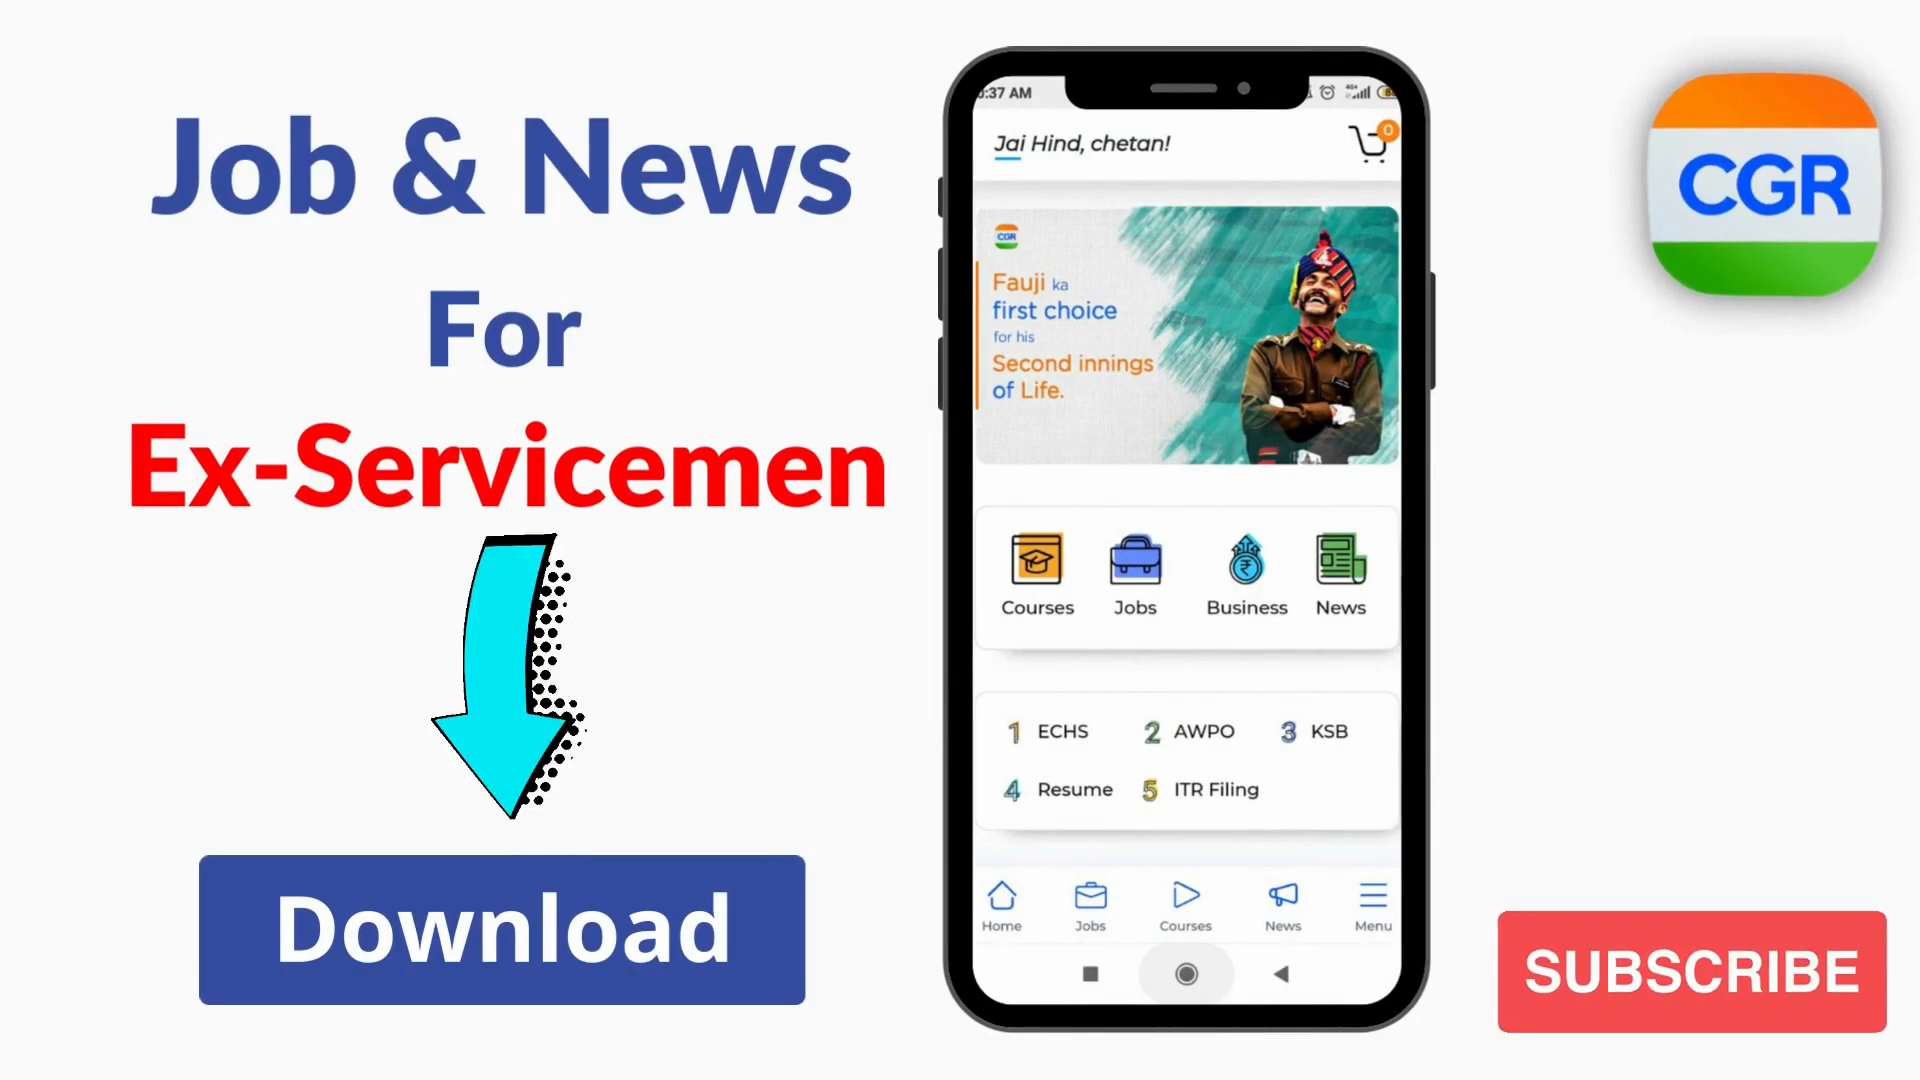 Job & News
For
Ex-Servicemen
Download
:37 AM
Jai Hind, chetan!
0
CGR
Fauji ka
first choice
for his
Second innings
of Life.
Courses Jobs Business News
1 ECHS 2 AWPO 3 KSB
4 Resume 5 ITR Filing
Home Jobs Courses News Menu
CGR
SUBSCRIBE